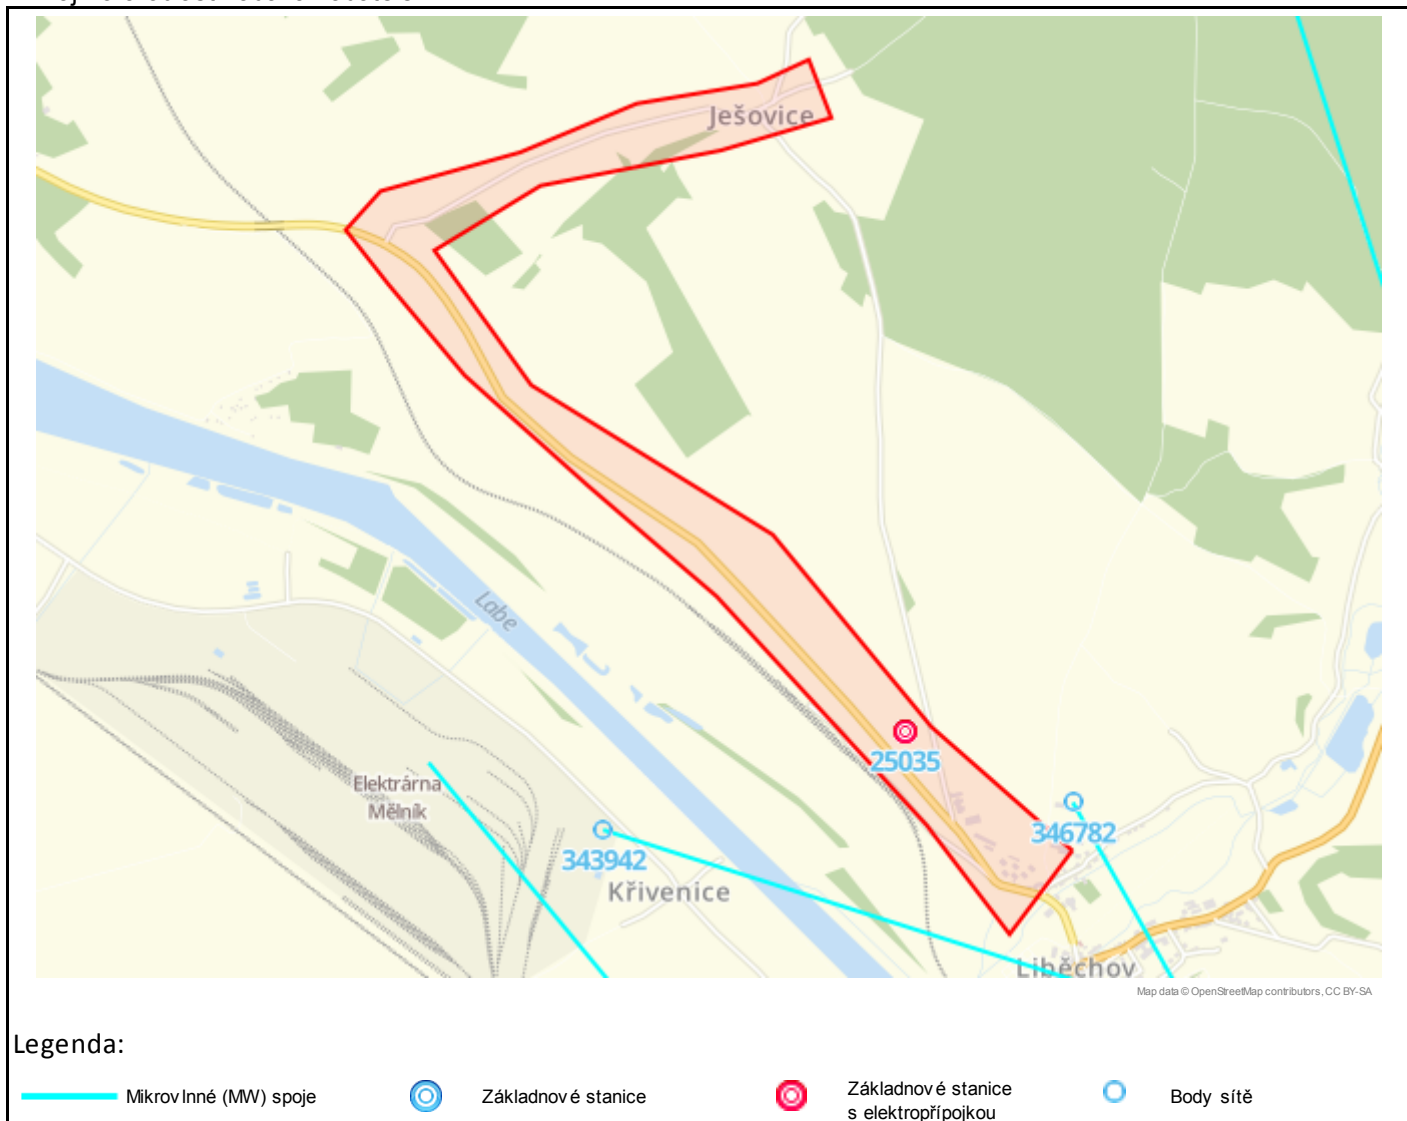 Ješovice
Labe
25035
Elektrárna
Mělník
346782
343942
Křivenice
Liběchov
Map data © OpenStreetMap contributors, CC BY-SA
Legenda:
Mikrovlnné (MW) spoje
Základnové stanice
Základnové stanice
s elektropřípojkou
Body sítě